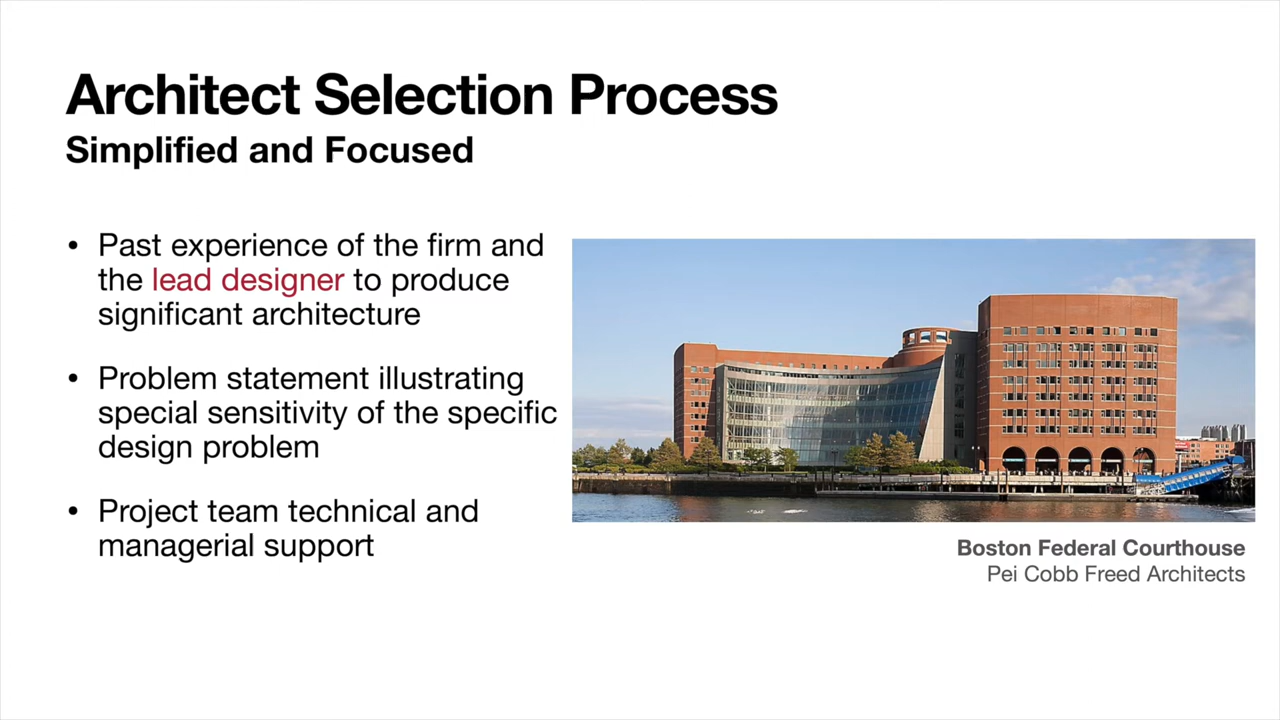 Architect Selection Process
Simplified and Focused
• Past experience of the firm and
the lead designer to produce
significant architecture
• Problem statement illustrating
special sensitivity of the specific
design problem
• Project team technical and
managerial support
Boston Federal Courthouse
Pei Cobb Freed Architects